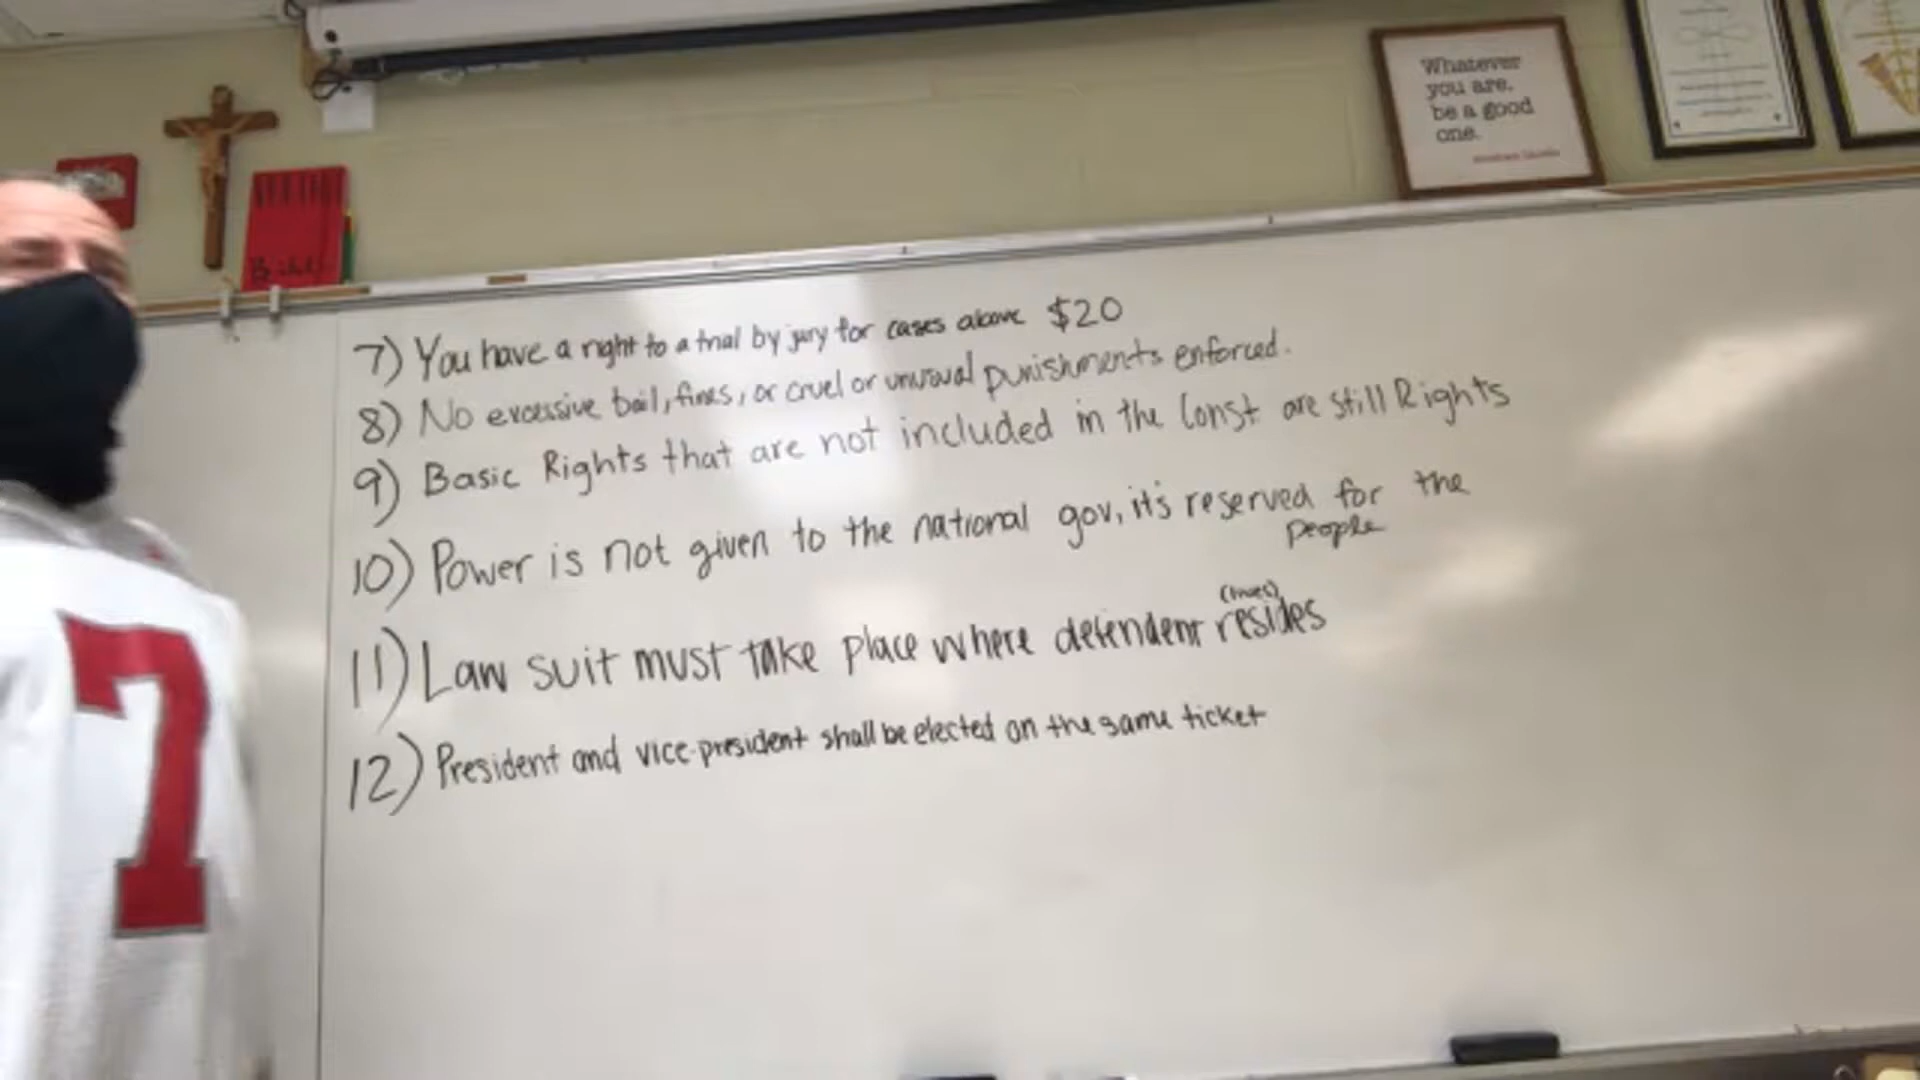 Whatever
you are,
be a good
one.
7) You have a right to a trial by jury for cases above $20
8) No excessive bail, fines, or cruel or unusual punishments enforced.
9) Basic Rights that are not included in the Const are still Rights
10) Power is not given to the national gov, it's reserved for the
people
(lives)
11) Law suit must take place where defendent resides
12) President and vice-president shall be elected on the same ticket
7